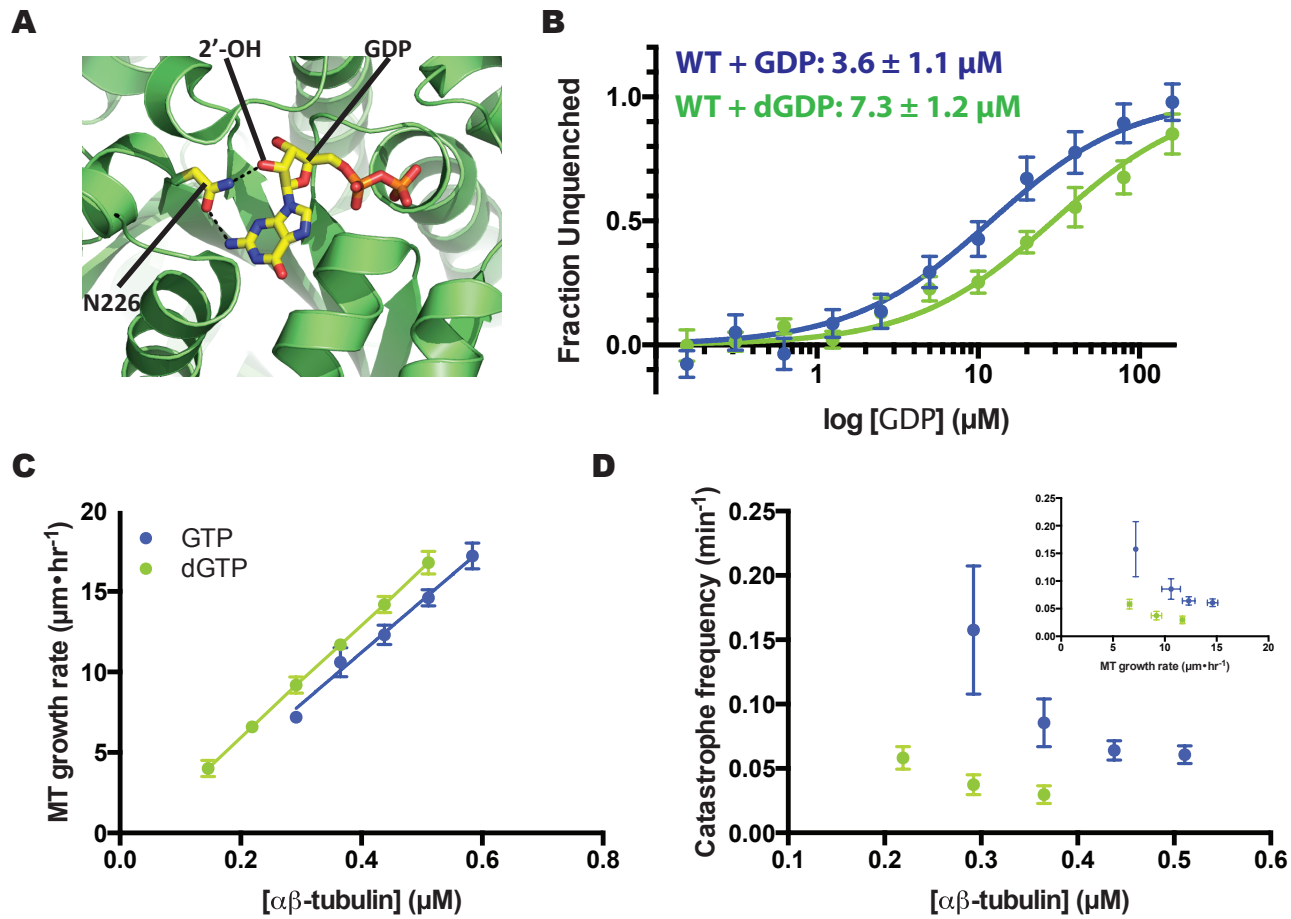 A
2’-OH
GDP
N226
B
WT + GDP: 3.6 ± 1.1 µM
WT + dGDP: 7.3 ± 1.2 µM
Fraction Unquenched
1.0
0.5
0.0
1
10
100
log [GDP] (µM)
C
MT growth rate (µm•hr⁻¹)
20
15
10
5
0
GTP
dGTP
0.0
0.2
0.4
0.6
0.8
[αβ-tubulin] (µM)
D
Catastrophe frequency (min⁻¹)
0.25
0.20
0.15
0.10
0.05
0.00
0.1
0.2
0.3
0.4
0.5
0.6
[αβ-tubulin] (µM)
0.25
0.20
0.15
0.10
0.05
0.00
0
5
10
15
20
MT growth rate (µm•hr⁻¹)